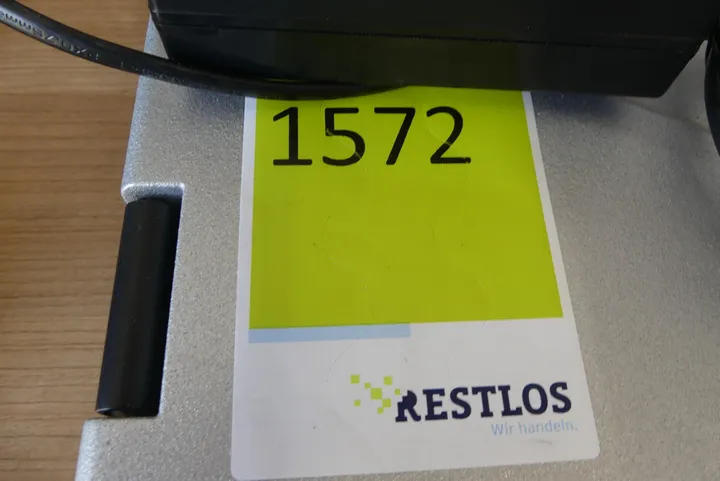 1572
RESTLOS
Wir handeln.